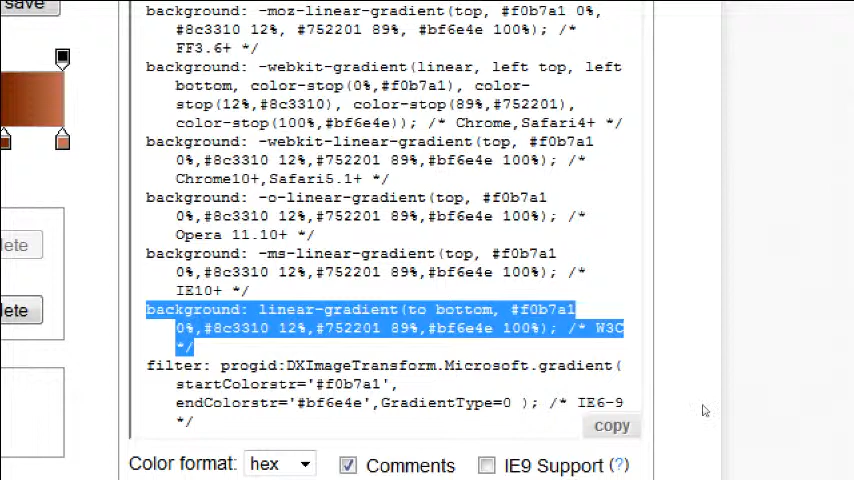 save
background: -moz-linear-gradient(top, #f0b7a1 0%,
#8c3310 12%, #752201 89%, #bf6e4e 100%); /*
FF3.6+ */
background: -webkit-gradient(linear, left top, left
bottom, color-stop(0%,#f0b7a1), color-
stop(12%,#8c3310), color-stop(89%,#752201),
color-stop(100%,#bf6e4e)); /* Chrome,Safari4+ */
background: -webkit-linear-gradient(top, #f0b7a1
0%,#8c3310 12%,#752201 89%,#bf6e4e 100%); /*
Chrome10+,Safari5.1+ */
background: -o-linear-gradient(top, #f0b7a1
0%,#8c3310 12%,#752201 89%,#bf6e4e 100%); /*
Opera 11.10+ */
background: -ms-linear-gradient(top, #f0b7a1
0%,#8c3310 12%,#752201 89%,#bf6e4e 100%); /*
IE10+ */
background: linear-gradient(to bottom, #f0b7a1
0%,#8c3310 12%,#752201 89%,#bf6e4e 100%); /* W3C
*/
filter: progid:DXImageTransform.Microsoft.gradient(
startColorstr='#f0b7a1',
endColorstr='#bf6e4e',GradientType=0 ); /* IE6-9
*/
lete
lete
copy
Color format: hex Comments IE9 Support (?)